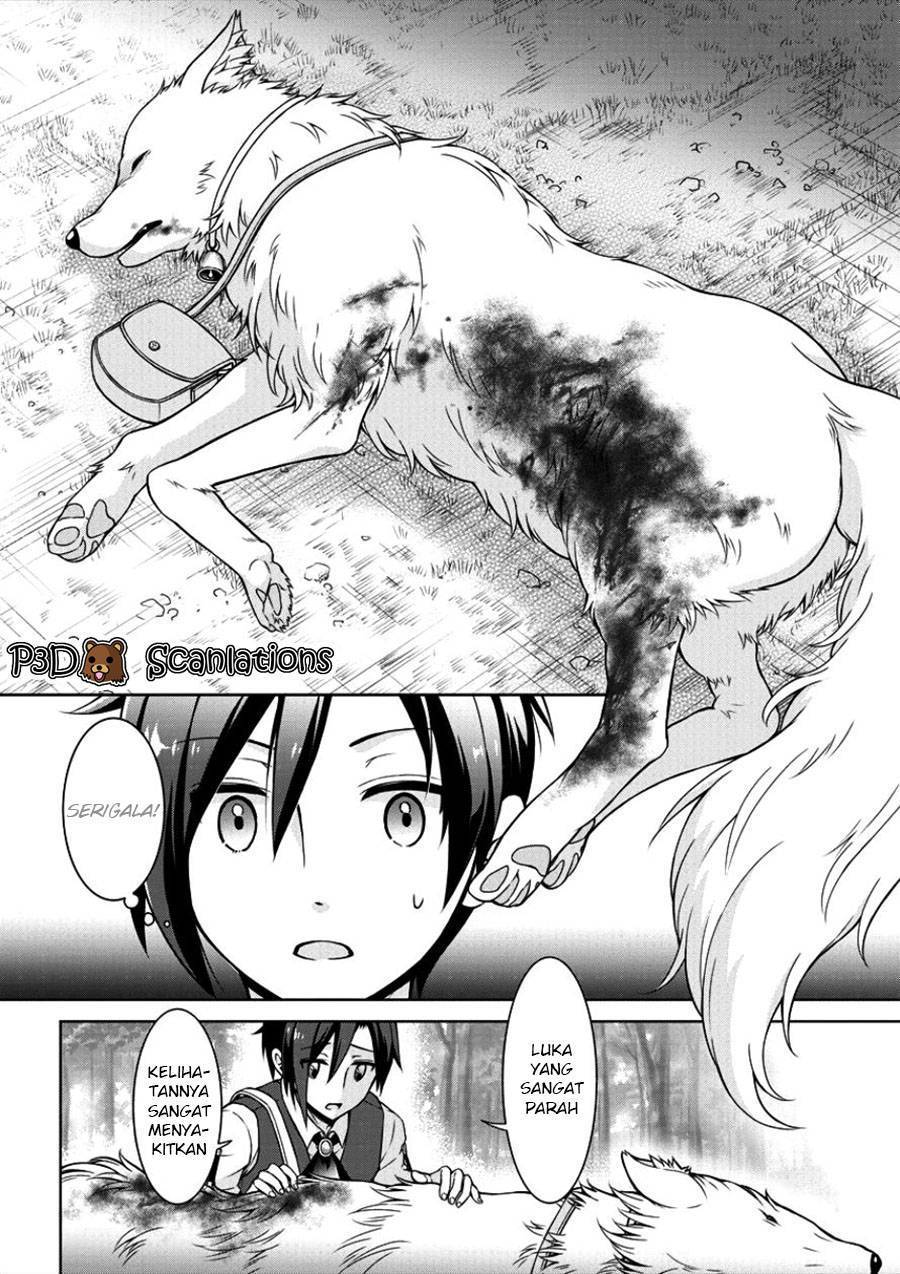 P3D Scanlations
SERIGALA!
LUKA
YANG
SANGAT
PARAH
KELIHA-
TANNYA
SANGAT
MENYA-
KITKAN